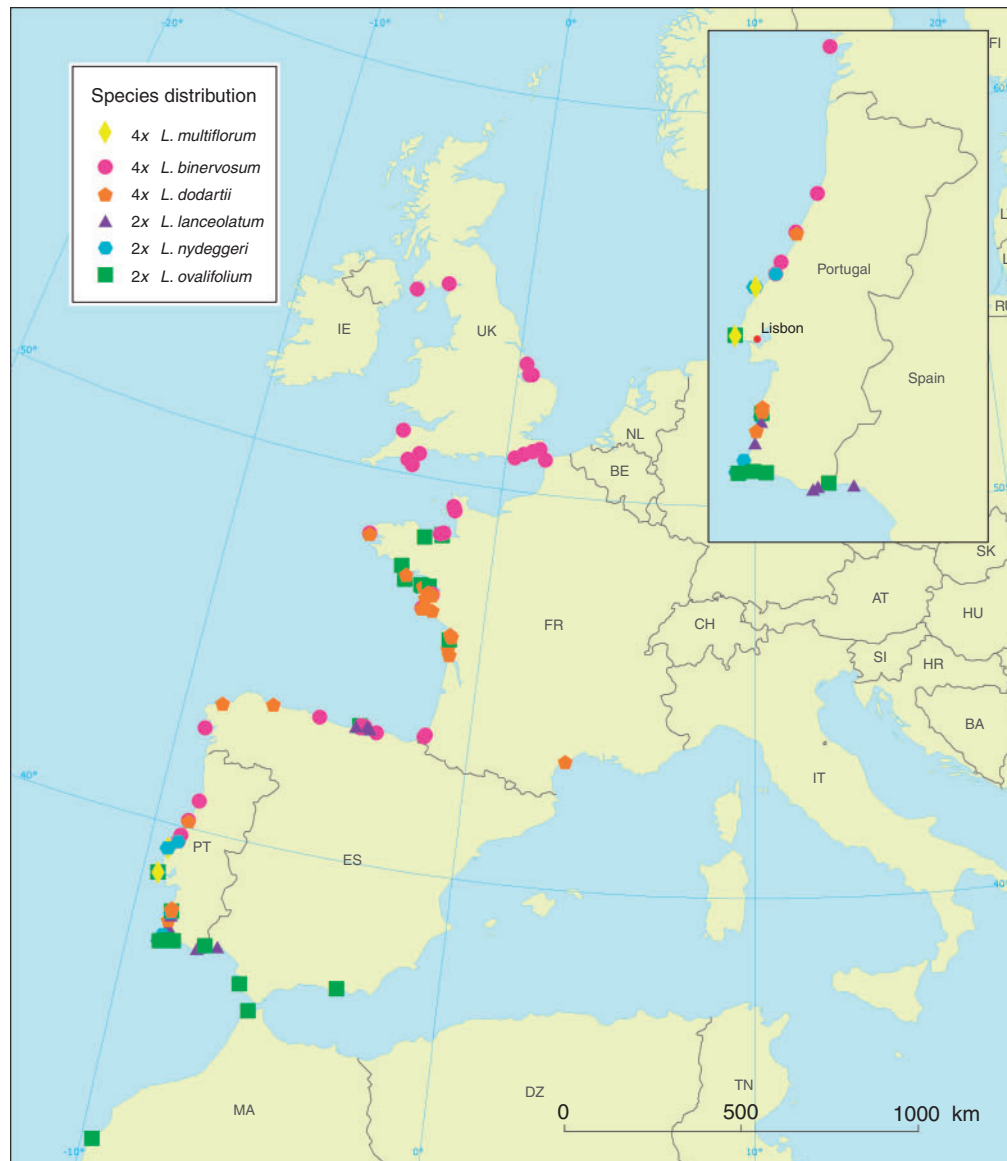 -20°
-10°
0°
10°
20°
Species distribution
4x L. multiflorum
4x L. binervosum
4x L. dodartii
2x L. lanceolatum
2x L. nydeggeri
2x L. ovalifolium
FI
60°
Portugal
Lisbon
Spain
IE
UK
50°
NL
BE
50°
SK
AT
HU
CH
FR
SI
HR
BA
IT
40°
PT
ES
40°
MA
DZ
TN
0
500
1000 km
-10°
0°
10°